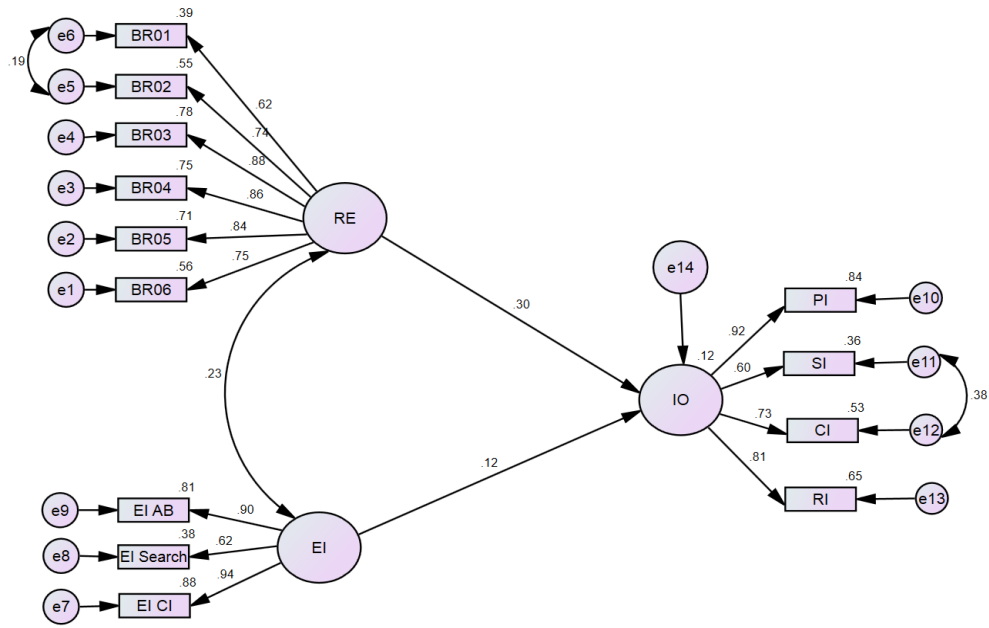 .39
e6 BR01
.19
.55
e5 BR02
.62
.78
.74
e4 BR03
.88
.75
e3 BR04
.86
.71
e2 BR05
.84
.56
.75
e1 BR06
RE
.23
.30
e14
.12
IO
.84
PI e10
.92
.36
SI e11
.60
.38
.53
CI e12
.73
.65
RI e13
.81
.12
.81
e9 EI AB
.90
.38
e8 EI Search
.62
EI
.88
.94
e7 EI CI